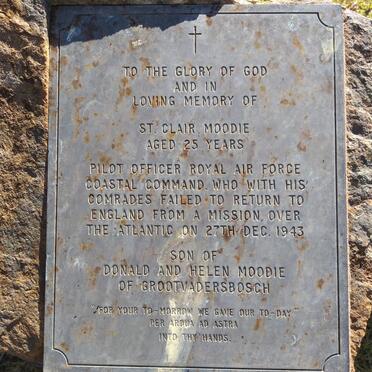 TO THE GLORY OF GOD
AND IN
LOVING MEMORY OF
ST. CLAIR MOODIE
AGED 25 YEARS
PILOT OFFICER ROYAL AIR FORCE
COASTAL COMMAND. WHO WITH HIS
COMRADES FAILED TO RETURN TO
ENGLAND FROM A MISSION OVER
THE ATLANTIC ON 27TH DEC. 1943
SON OF
DONALD AND HELEN MOODIE
OF GROOTVADERSBOSCH
"FOR YOUR TO-MORROW WE GAVE OUR TO-DAY"
PER ARDUA AD ASTRA
INTO THY HANDS.